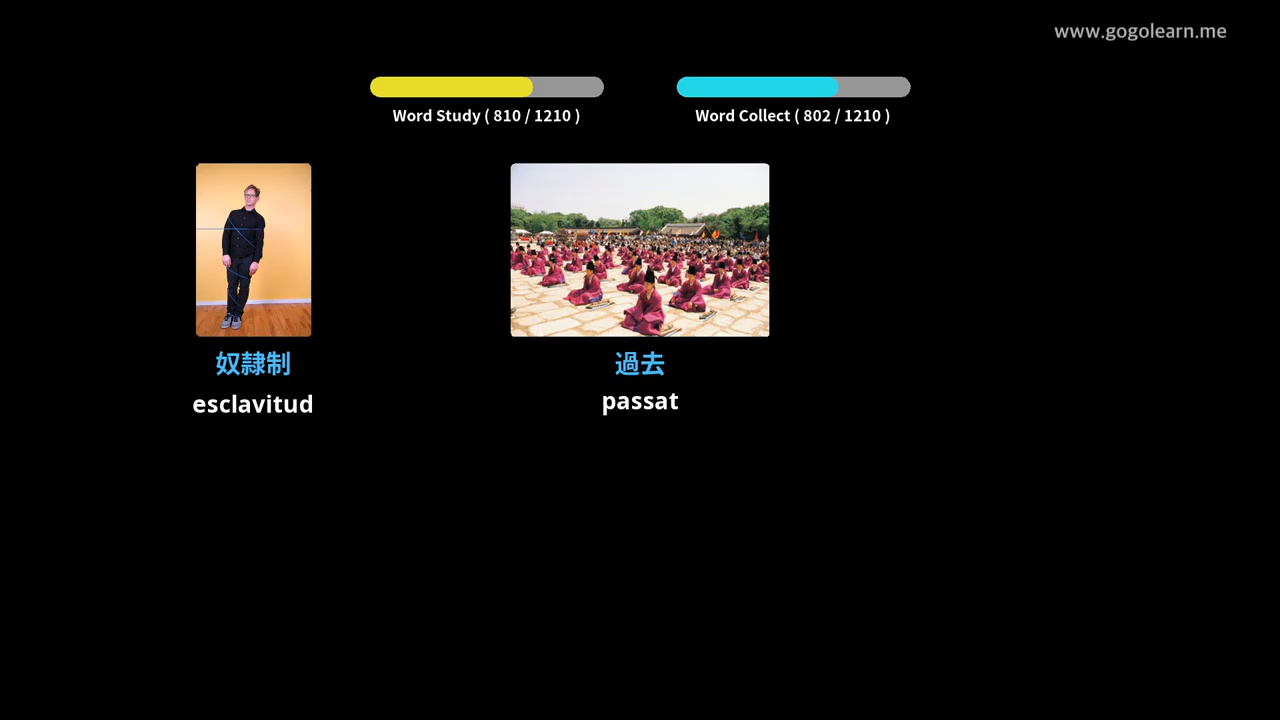 www.gogolearn.me
Word Study ( 810 / 1210 )
Word Collect ( 802 / 1210 )
奴隷制
esclavitud
過去
passat